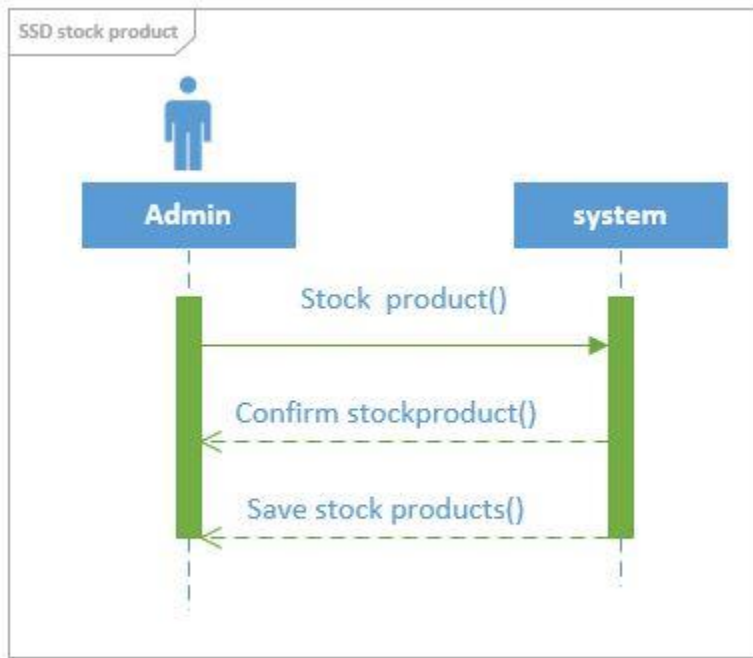 SSD stock product
Admin
system
Stock product()
Confirm stockproduct()
Save stock products()